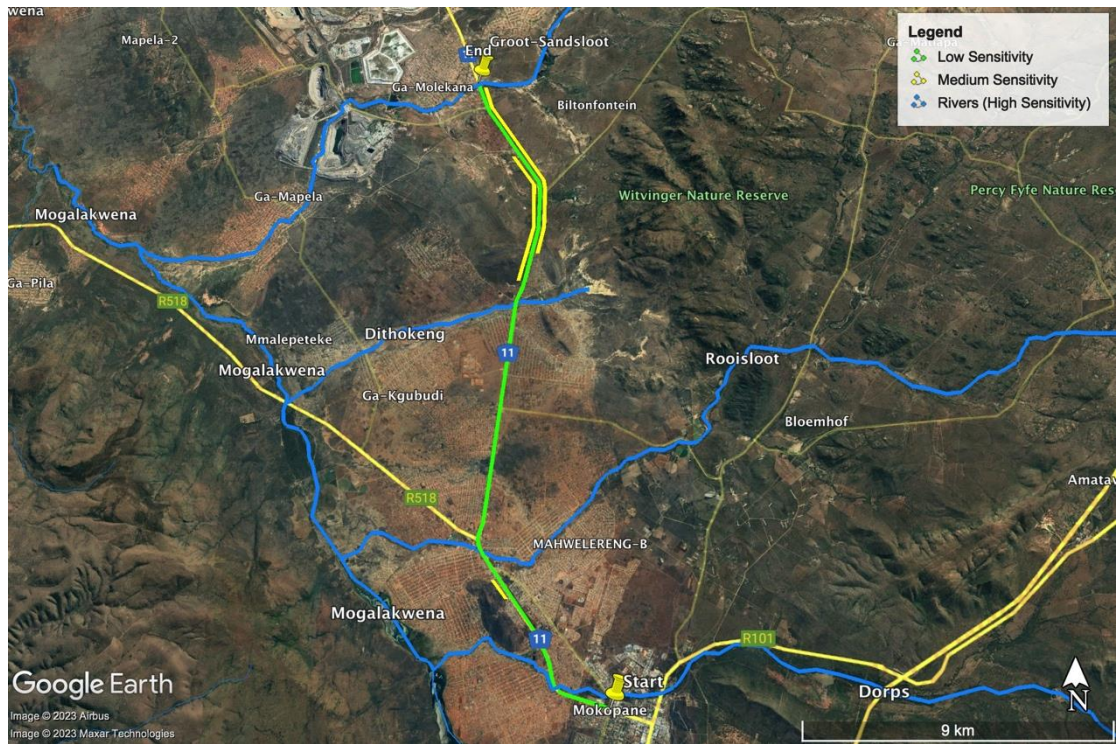 wena
Mapela-2
End
Groot-Sandsloot
Ga-Molekana
Biltonfontein
Legend
Low Sensitivity
Medium Sensitivity
Rivers (High Sensitivity)
Witvinger Nature Reserve
Percy Fyfe Nature Res
Ga-Mapela
Mogalakwena
Ga-Pila
R518
Mmalepeteke
Dithokeng
11
Mogalakwena
Rooisloot
Ga-Kgubudi
Bloemhof
R518
Amatav
MAHWELERENG-B
Mogalakwena
11
R101
Start
Mokopane
Dorps
N
9 km
Google Earth
Image © 2023 Airbus
Image © 2023 Maxar Technologies